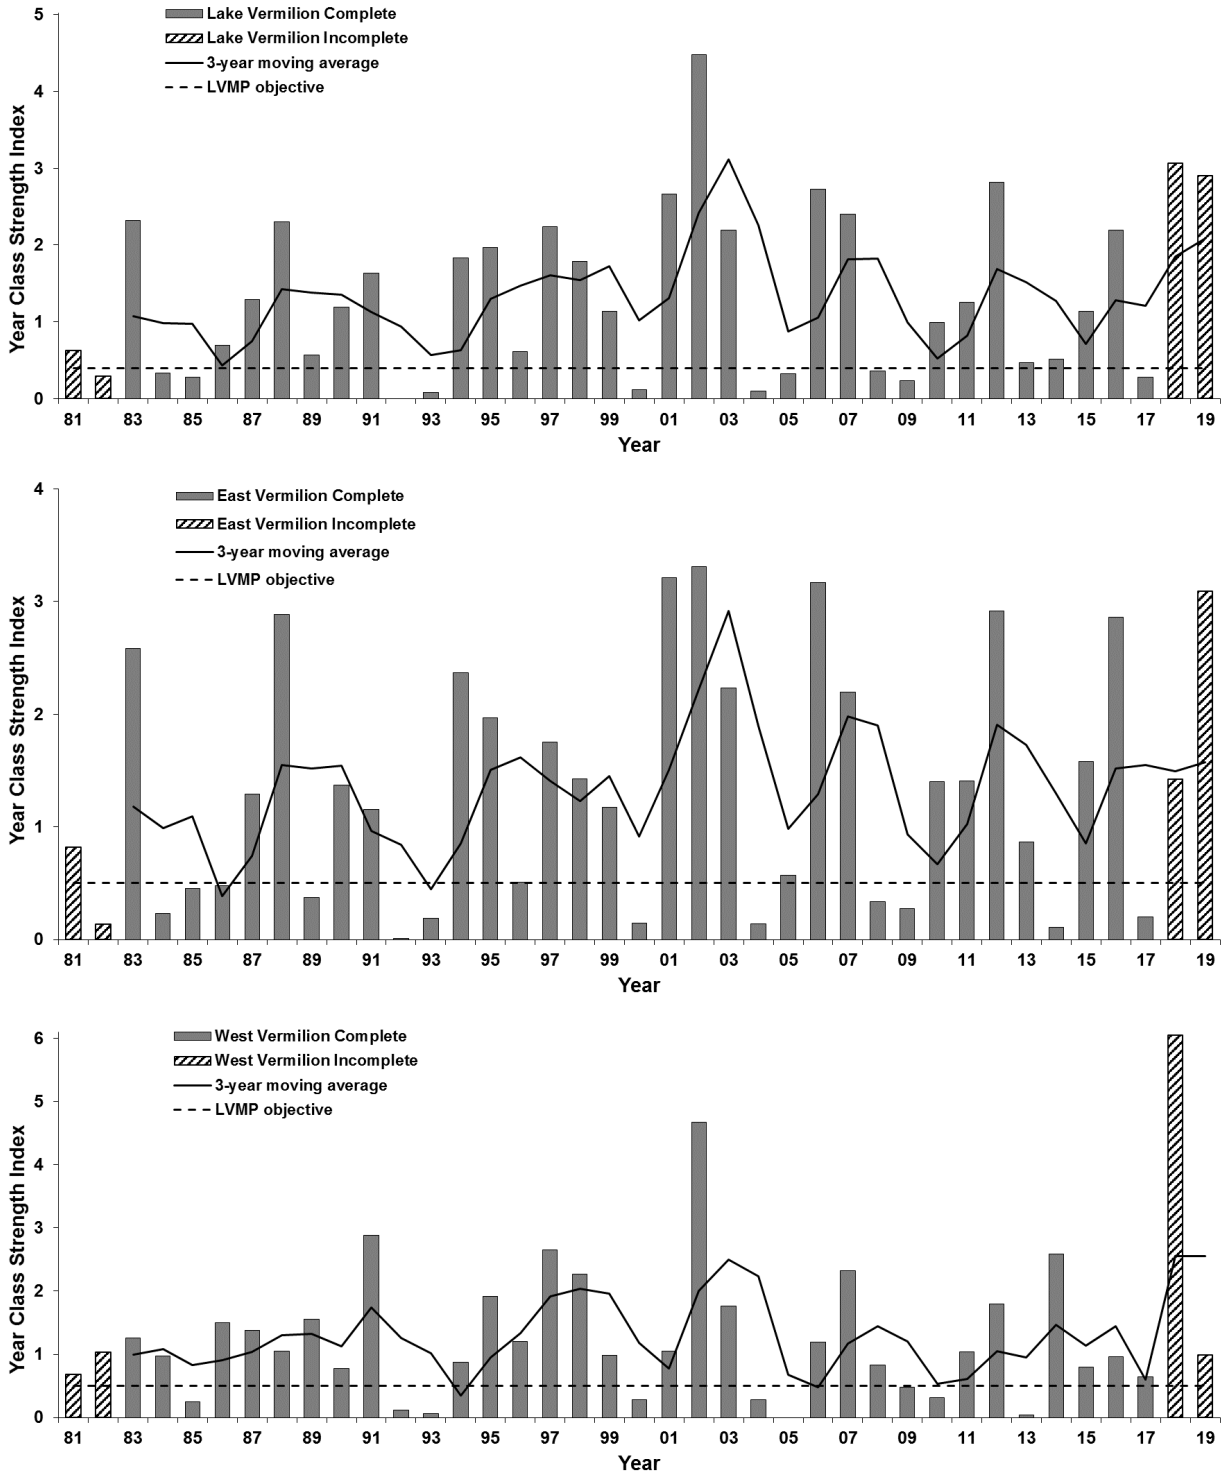 Lake Vermilion Complete
Lake Vermilion Incomplete
3-year moving average
LVMP objective
Year Class Strength Index
5
4
3
2
1
0
81 83 85 87 89 91 93 95 97 99 01 03 05 07 09 11 13 15 17 19
Year
East Vermilion Complete
East Vermilion Incomplete
3-year moving average
LVMP objective
Year Class Strength Index
4
3
2
1
0
81 83 85 87 89 91 93 95 97 99 01 03 05 07 09 11 13 15 17 19
Year
West Vermilion Complete
West Vermilion Incomplete
3-year moving average
LVMP objective
Year Class Strength Index
6
5
4
3
2
1
0
81 83 85 87 89 91 93 95 97 99 01 03 05 07 09 11 13 15 17 19
Year